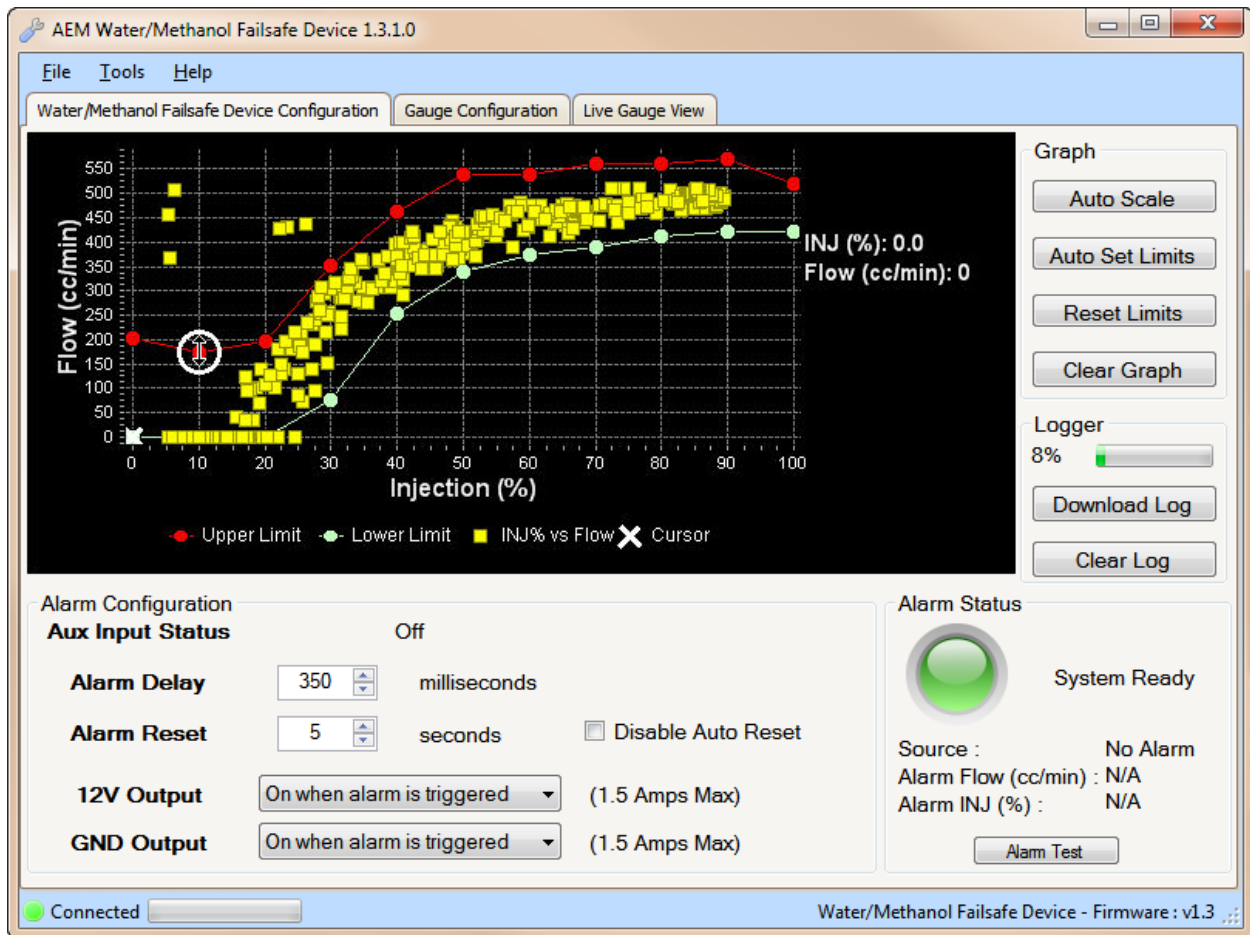 AEM Water/Methanol Failsafe Device 1.3.1.0
File Tools Help
Water/Methanol Failsafe Device Configuration Gauge Configuration Live Gauge View
Flow (cc/min)
550
500
450
400
350
300
250
200
150
100
50
0
0 10 20 30 40 50 60 70 80 90 100
Injection (%)
INJ (%): 0.0
Flow (cc/min): 0
Upper Limit Lower Limit INJ% vs Flow Cursor
Graph
Auto Scale
Auto Set Limits
Reset Limits
Clear Graph
Logger
8%
Download Log
Clear Log
Alarm Configuration
Aux Input Status Off
Alarm Delay 350 milliseconds
Alarm Reset 5 seconds Disable Auto Reset
12V Output On when alarm is triggered (1.5 Amps Max)
GND Output On when alarm is triggered (1.5 Amps Max)
Alarm Status
System Ready
Source : No Alarm
Alarm Flow (cc/min) : N/A
Alarm INJ (%) : N/A
Alarm Test
Connected Water/Methanol Failsafe Device - Firmware : v1.3